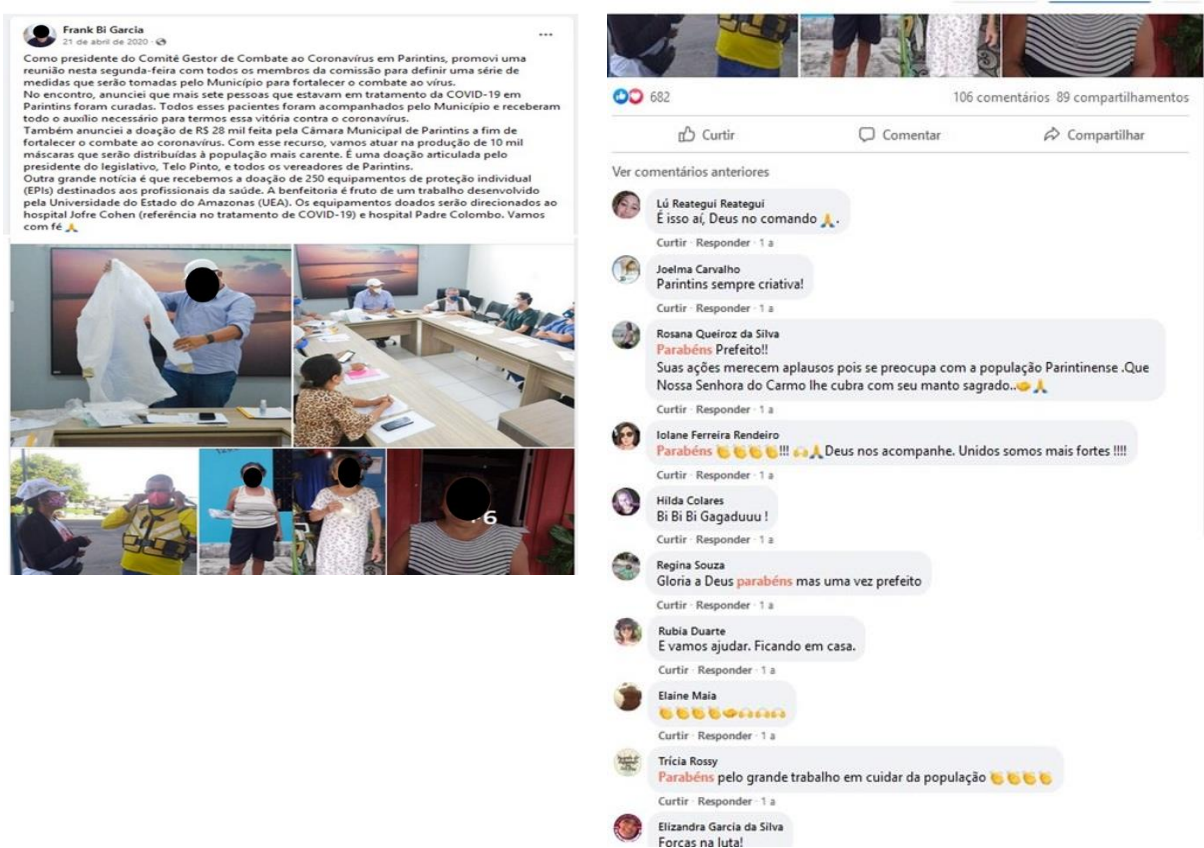 Frank Bi Garcia
21 de abril de 2020
Como presidente do Comitê Gestor de Combate ao Coronavírus em Parintins, promovi uma
reunião nesta segunda-feira com todos os membros da comissão para definir uma série de
medidas que serão tomadas pelo Município para fortalecer o combate ao vírus.
No encontro, anunciei que mais sete pessoas que estavam em tratamento da COVID-19 em
Parintins foram curadas. Todos esses pacientes foram acompanhados pelo Município e receberam
todo o auxílio necessário para termos essa vitória contra o coronavírus.
Também anunciei a doação de R$ 28 mil feita pela Câmara Municipal de Parintins a fim de
fortalecer o combate ao coronavírus. Com esse recurso, vamos atuar na produção de 10 mil
máscaras que serão distribuídas à população mais carente. É uma doação articulada pelo
presidente do legislativo, Telo Pinto, e todos os vereadores de Parintins.
Outra grande notícia é que recebemos a doação de 250 equipamentos de proteção individual
(EPIs) destinados aos profissionais da saúde. A benfeitoria é fruto de um trabalho desenvolvido
pela Universidade do Estado do Amazonas (UEA). Os equipamentos doados serão direcionados ao
hospital Jofre Cohen (referência no tratamento de COVID-19) e hospital Padre Colombo. Vamos
com fé 🙏
+6
682 106 comentários 89 compartilhamentos
Curtir Comentar Compartilhar
Ver comentários anteriores
Lú Reategui Reategui
É isso aí, Deus no comando 🙏.
Curtir · Responder · 1 a
Joelma Carvalho
Parintins sempre criativa!
Curtir · Responder · 1 a
Rosana Queiroz da Silva
Parabéns Prefeito!!
Suas ações merecem aplausos pois se preocupa com a população Parintinense .Que
Nossa Senhora do Carmo lhe cubra com seu manto sagrado..🤝🙏
Curtir · Responder · 1 a
Iolane Ferreira Rendeiro
Parabéns 👏👏👏👏!!! 🙌🙏Deus nos acompanhe. Unidos somos mais fortes !!!!
Curtir · Responder · 1 a
Hilda Colares
Bi Bi Bi Gagaduuu !
Curtir · Responder · 1 a
Regina Souza
Gloria a Deus parabéns mas uma vez prefeito
Curtir · Responder · 1 a
Rubia Duarte
E vamos ajudar. Ficando em casa.
Curtir · Responder · 1 a
Elaine Maia
👏👏👏👏🤝🙌🙌🙌🙌
Curtir · Responder · 1 a
Trícia Rossy
Parabéns pelo grande trabalho em cuidar da população 👏👏👏👏
Curtir · Responder · 1 a
Elizandra Garcia da Silva
Forças na luta!